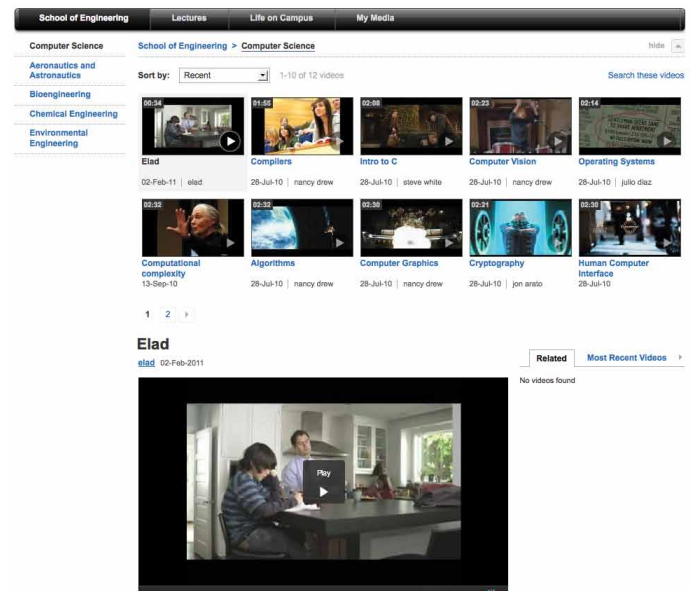 School of Engineering Lectures Life on Campus My Media
Computer Science
Aeronautics and
Astronautics
Bioengineering
Chemical Engineering
Environmental
Engineering
School of Engineering > Computer Science
hide
Sort by: Recent 1-10 of 12 videos
Search these videos
00:34 01:55 02:08 02:23 02:14
Elad Compilers Intro to C Computer Vision Operating Systems
02-Feb-11 | elad 28-Jul-10 | nancy drew 28-Jul-10 | steve white 28-Jul-10 | nancy drew 28-Jul-10 | julio diaz
02:32 02:32 02:30 02:21 02:30
Computational Algorithms Computer Graphics Cryptography Human Computer
complexity Interface
13-Sep-10 28-Jul-10 | nancy drew 28-Jul-10 | nancy drew 28-Jul-10 | jon arato 28-Jul-10
1 2
Elad
elad 02-Feb-2011
Related Most Recent Videos
No videos found
Play